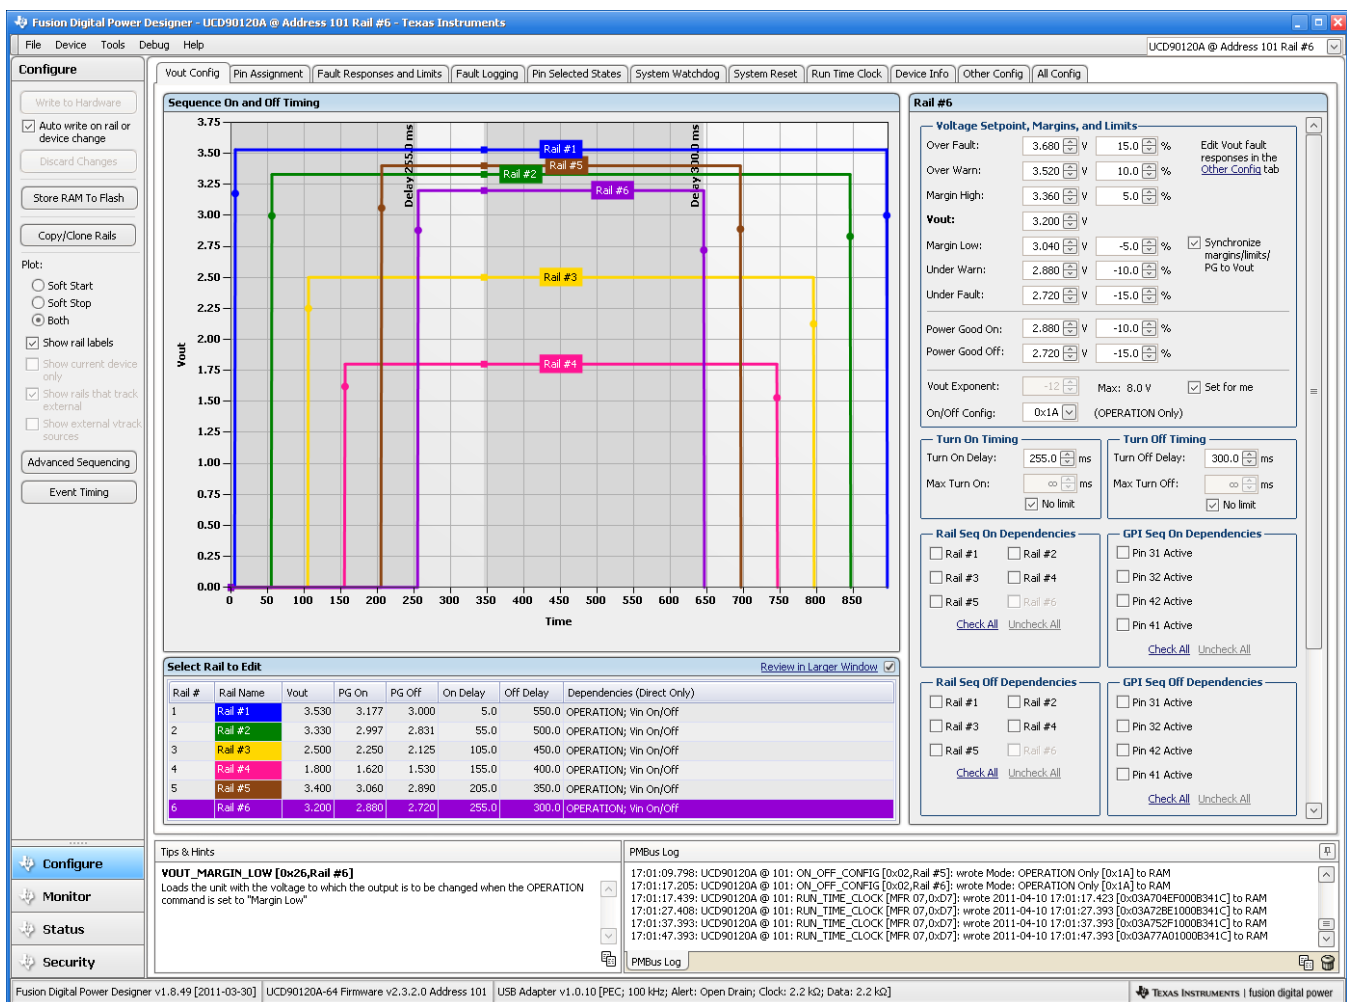 Fusion Digital Power Designer - UCD90120A @ Address 101 Rail #6 - Texas Instruments
File Device Tools Debug Help
UCD90120A @ Address 101 Rail #6
Configure
Write to Hardware
Auto write on rail or
device change
Discard Changes
Store RAM To Flash
Copy/Clone Rails
Plot:
Soft Start
Soft Stop
Both
Show rail labels
Show current device
only
Show rails that track
external
Show external vtrack
sources
Advanced Sequencing
Event Timing
Vout Config Pin Assignment Fault Responses and Limits Fault Logging Pin Selected States System Watchdog System Reset Run Time Clock Device Info Other Config All Config
Sequence On and Off Timing
3.75
3.50
3.25
3.00
2.75
2.50
2.25
2.00
1.75
1.50
1.25
1.00
0.75
0.50
0.25
0.00
Vout
Delay 255.0 ms
Delay 300.0 ms
Rail #1
Rail #5
Rail #2
Rail #6
Rail #3
Rail #4
0 50 100 150 200 250 300 350 400 450 500 550 600 650 700 750 800 850
Time
Select Rail to Edit Review in Larger Window
Rail # Rail Name Vout PG On PG Off On Delay Off Delay Dependencies (Direct Only)
1 Rail #1 3.530 3.177 3.000 5.0 550.0 OPERATION; Vin On/Off
2 Rail #2 3.330 2.997 2.831 55.0 500.0 OPERATION; Vin On/Off
3 Rail #3 2.500 2.250 2.125 105.0 450.0 OPERATION; Vin On/Off
4 Rail #4 1.800 1.620 1.530 155.0 400.0 OPERATION; Vin On/Off
5 Rail #5 3.400 3.060 2.890 205.0 350.0 OPERATION; Vin On/Off
6 Rail #6 3.200 2.880 2.720 255.0 300.0 OPERATION; Vin On/Off
Rail #6
Voltage Setpoint, Margins, and Limits
Over Fault: 3.680 V 15.0 %
Over Warn: 3.520 V 10.0 %
Margin High: 3.360 V 5.0 %
Vout: 3.200 V
Margin Low: 3.040 V -5.0 %
Under Warn: 2.880 V -10.0 %
Under Fault: 2.720 V -15.0 %
Edit Vout fault
responses in the
Other Config tab
Synchronize
margins/limits/
PG to Vout
Power Good On: 2.880 V -10.0 %
Power Good Off: 2.720 V -15.0 %
Vout Exponent: -12 Max: 8.0 V Set for me
On/Off Config: 0x1A (OPERATION Only)
Turn On Timing
Turn On Delay: 255.0 ms
Max Turn On: ∞ ms
No limit
Turn Off Timing
Turn Off Delay: 300.0 ms
Max Turn Off: ∞ ms
No limit
Rail Seq On Dependencies
Rail #1 Rail #2
Rail #3 Rail #4
Rail #5 Rail #6
Check All Uncheck All
GPI Seq On Dependencies
Pin 31 Active
Pin 32 Active
Pin 42 Active
Pin 41 Active
Check All Uncheck All
Rail Seq Off Dependencies
Rail #1 Rail #2
Rail #3 Rail #4
Rail #5 Rail #6
Check All Uncheck All
GPI Seq Off Dependencies
Pin 31 Active
Pin 32 Active
Pin 42 Active
Pin 41 Active
Check All Uncheck All
Configure
Monitor
Status
Security
Tips & Hints
VOUT_MARGIN_LOW [0x26,Rail #6]
Loads the unit with the voltage to which the output is to be changed when the OPERATION
command is set to "Margin Low"
PMBus Log
17:01:09.798: UCD90120A @ 101: ON_OFF_CONFIG [0x02,Rail #5]: wrote Mode: OPERATION Only [0x1A] to RAM
17:01:17.205: UCD90120A @ 101: ON_OFF_CONFIG [0x02,Rail #6]: wrote Mode: OPERATION Only [0x1A] to RAM
17:01:17.439: UCD90120A @ 101: RUN_TIME_CLOCK [MFR 07,0xD7]: wrote 2011-04-10 17:01:17.423 [0x03A704EF000B341C] to RAM
17:01:27.408: UCD90120A @ 101: RUN_TIME_CLOCK [MFR 07,0xD7]: wrote 2011-04-10 17:01:27.393 [0x03A72BE1000B341C] to RAM
17:01:37.393: UCD90120A @ 101: RUN_TIME_CLOCK [MFR 07,0xD7]: wrote 2011-04-10 17:01:37.393 [0x03A752F1000B341C] to RAM
17:01:47.393: UCD90120A @ 101: RUN_TIME_CLOCK [MFR 07,0xD7]: wrote 2011-04-10 17:01:47.393 [0x03A77A01000B341C] to RAM
PMBus Log
Fusion Digital Power Designer v1.8.49 [2011-03-30] UCD90120A-64 Firmware v2.3.2.0 Address 101 USB Adapter v1.0.10 [PEC; 100 kHz; Alert: Open Drain; Clock: 2.2 kΩ; Data: 2.2 kΩ] TEXAS INSTRUMENTS | fusion digital power